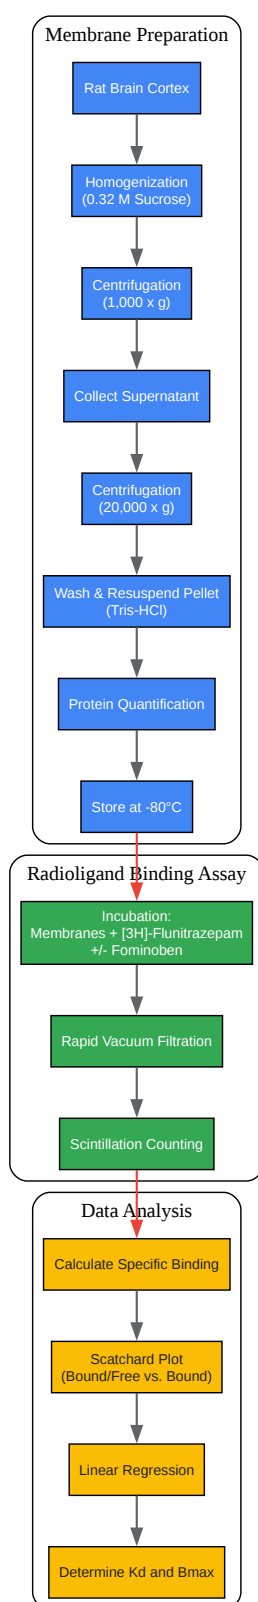 Membrane Preparation
Rat Brain Cortex
Homogenization
(0.32 M Sucrose)
Centrifugation
(1,000 x g)
Collect Supernatant
Centrifugation
(20,000 x g)
Wash & Resuspend Pellet
(Tris-HCl)
Protein Quantification
Store at -80°C
Radioligand Binding Assay
Incubation:
Membranes + [3H]-Flunitrazepam
+/- Fominoben
Rapid Vacuum Filtration
Scintillation Counting
Data Analysis
Calculate Specific Binding
Scatchard Plot
(Bound/Free vs. Bound)
Linear Regression
Determine Kd and Bmax